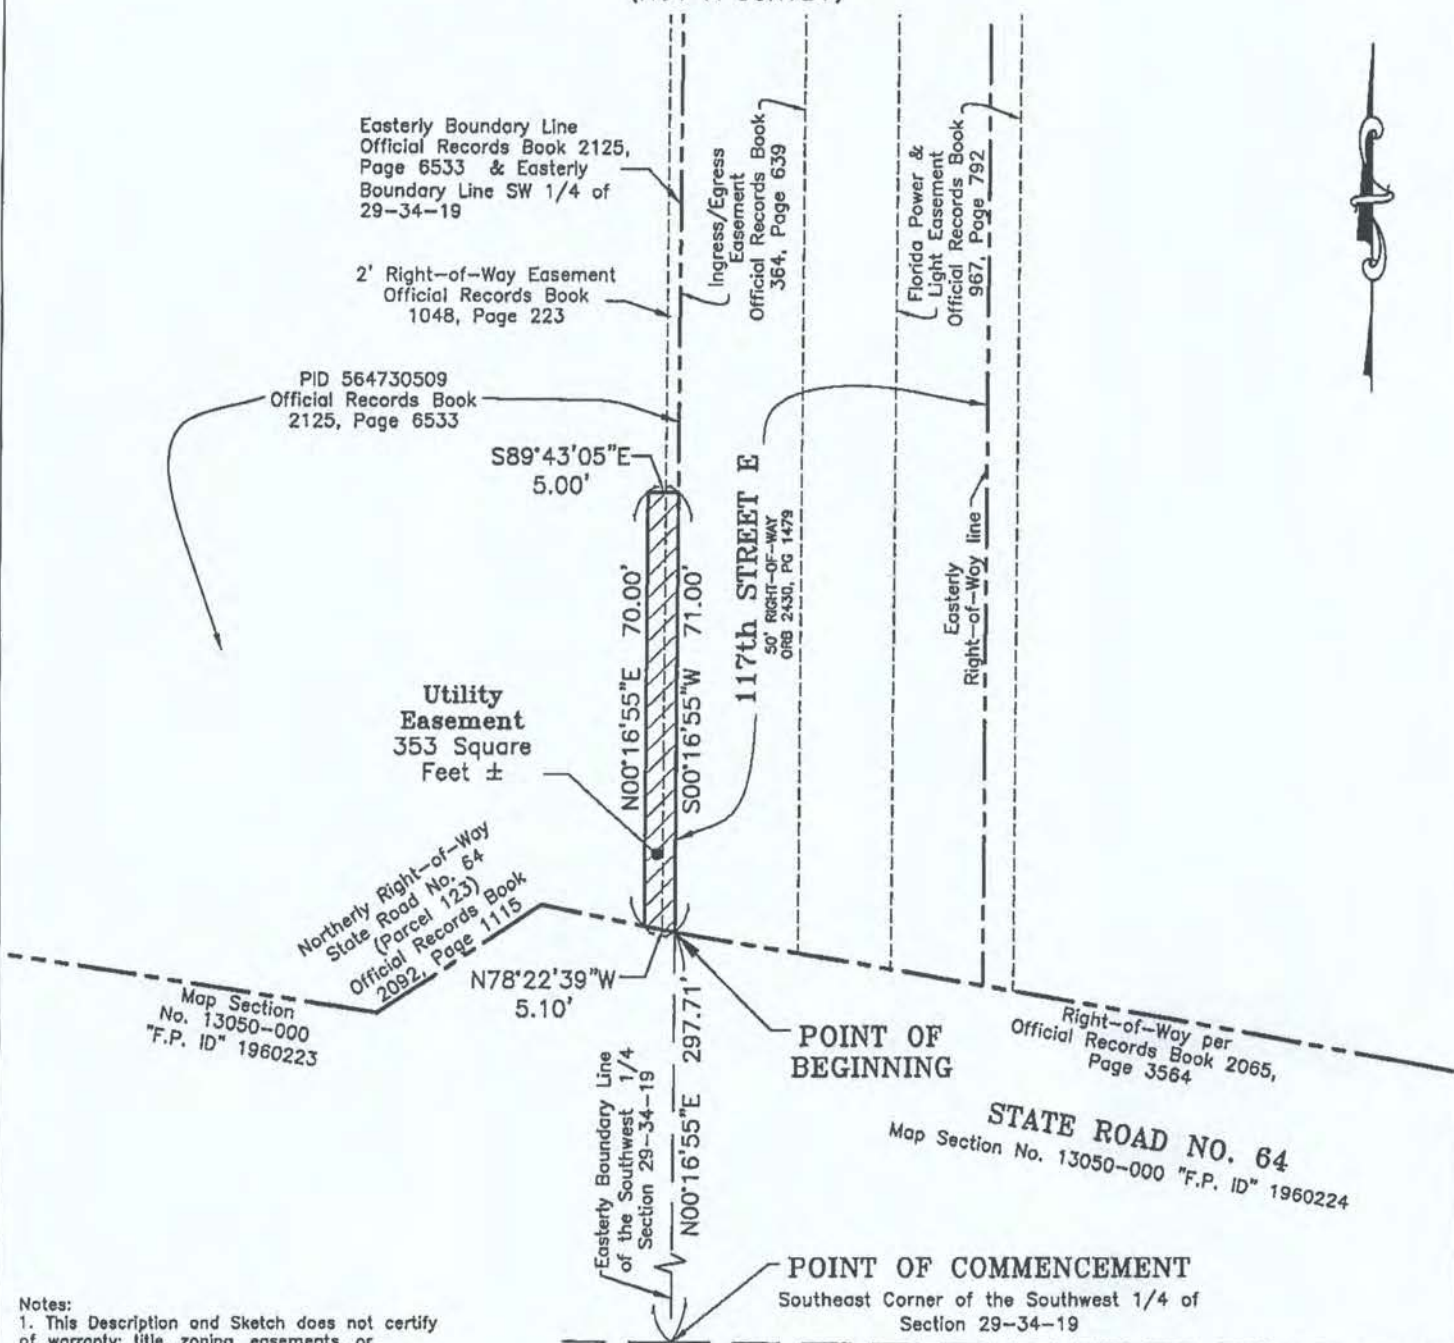 Easterly Boundary Line
Official Records Book 2125,
Page 6533 & Easterly
Boundary Line SW 1/4 of
29-34-19
2' Right-of-Way Easement
Official Records Book
1048, Page 223
PID 564730509
Official Records Book
2125, Page 6533
Ingress/Egress
Easement
Official Records Book
364, Page 639
Florida Power &
Light Easement
Official Records Book
967, Page 792
S89°43'05"E
5.00'
N00°16'55"E 70.00'
S00°16'55"W 71.00'
117th STREET E
50' RIGHT-OF-WAY
ORB 2430, PG 1479
Easterly
Right-of-Way line
Utility
Easement
353 Square
Feet ±
Northerly Right-of-Way
State Road No. 64
(Parcel 123)
Official Records Book
2092, Page 1115
Map Section
No. 13050-000
"F.P. ID" 1960223
N78°22'39"W
5.10'
POINT OF
BEGINNING
Right-of-Way per
Official Records Book 2065,
Page 3564
STATE ROAD NO. 64
Map Section No. 13050-000 "F.P. ID" 1960224
Easterly Boundary Line
of the Southwest 1/4
Section 29-34-19
N00°16'55"E 297.71'
POINT OF COMMENCEMENT
Southeast Corner of the Southwest 1/4 of
Section 29-34-19
Notes:
1. This Description and Sketch does not certify
of warranty: title, zoning, easements or